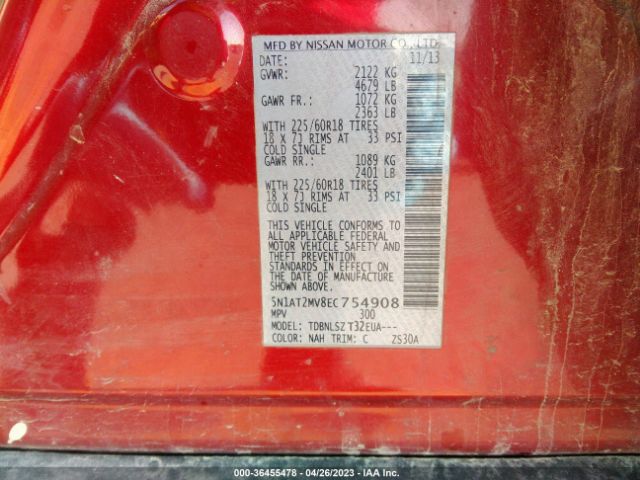 MFD BY NISSAN MOTOR CO., LTD.
DATE: 11/13
GVWR: 2122 KG
4679 LB
GAWR FR.: 1072 KG
2363 LB
WITH 225/60R18 TIRES
18 X 7J RIMS AT 33 PSI
COLD SINGLE
GAWR RR.: 1089 KG
2401 LB
WITH 225/60R18 TIRES
18 X 7J RIMS AT 33 PSI
COLD SINGLE
THIS VEHICLE CONFORMS TO
ALL APPLICABLE FEDERAL
MOTOR VEHICLE SAFETY AND
THEFT PREVENTION
STANDARDS IN EFFECT ON
THE DATE OF MANUFACTURE
SHOWN ABOVE.
5N1AT2MV8EC754908
MPV 300
MODEL: TDBNLSZ T32EUA---
COLOR: NAH TRIM: C ZS30A
000-36455478 - 04/26/2023 - IAA Inc.